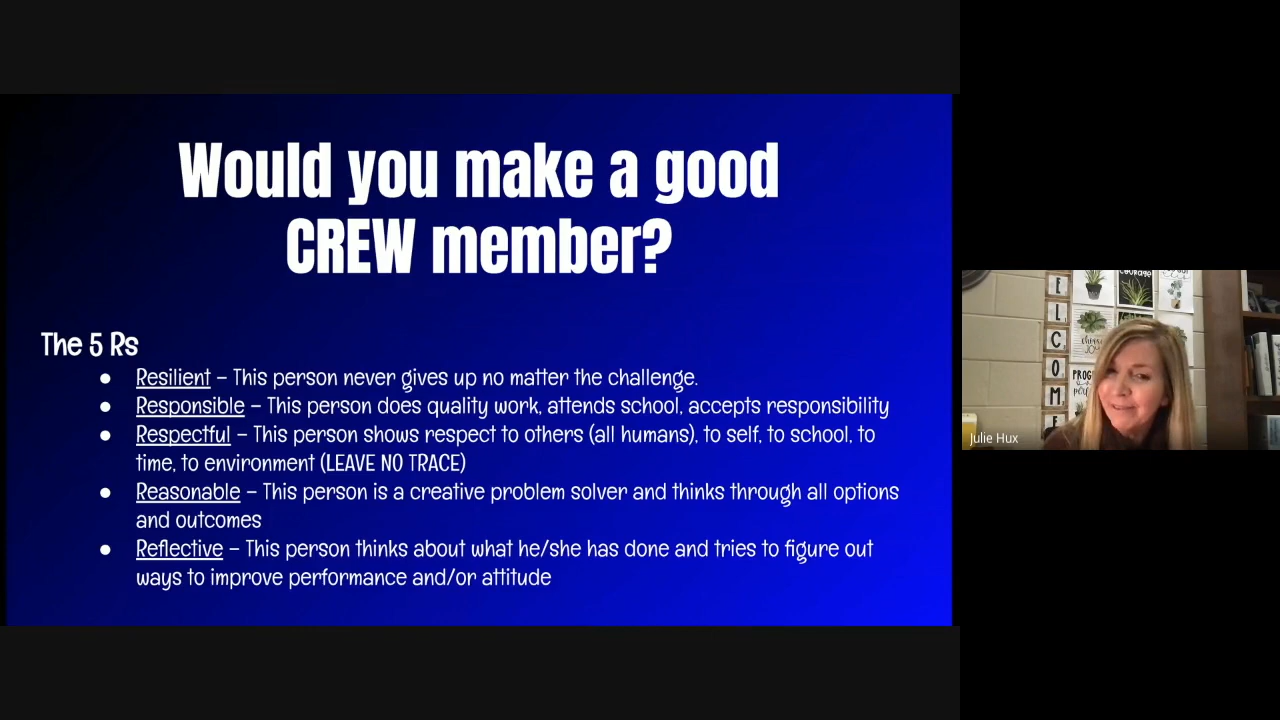 Would you make a good
CREW member?
The 5 Rs
● Resilient – This person never gives up no matter the challenge.
● Responsible – This person does quality work, attends school, accepts responsibility
● Respectful – This person shows respect to others (all humans), to self, to school, to
time, to environment (LEAVE NO TRACE)
● Reasonable – This person is a creative problem solver and thinks through all options
and outcomes
● Reflective – This person thinks about what he/she has done and tries to figure out
ways to improve performance and/or attitude
E
L
C
O
M
E
choose
JOY
Julie Hux